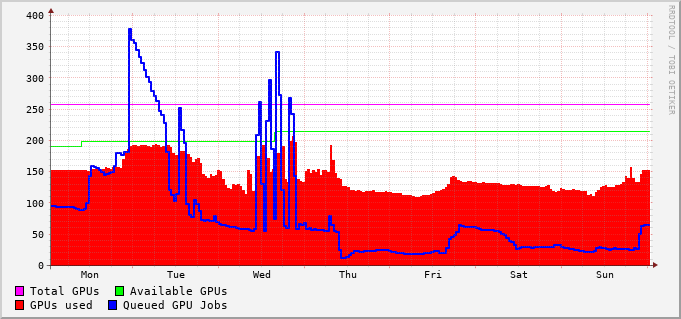 400
350
300
250
200
150
100
50
0
Mon Tue Wed Thu Fri Sat Sun
Total GPUs Available GPUs
GPUs used Queued GPU Jobs
RRDTOOL / TOBI OETIKER